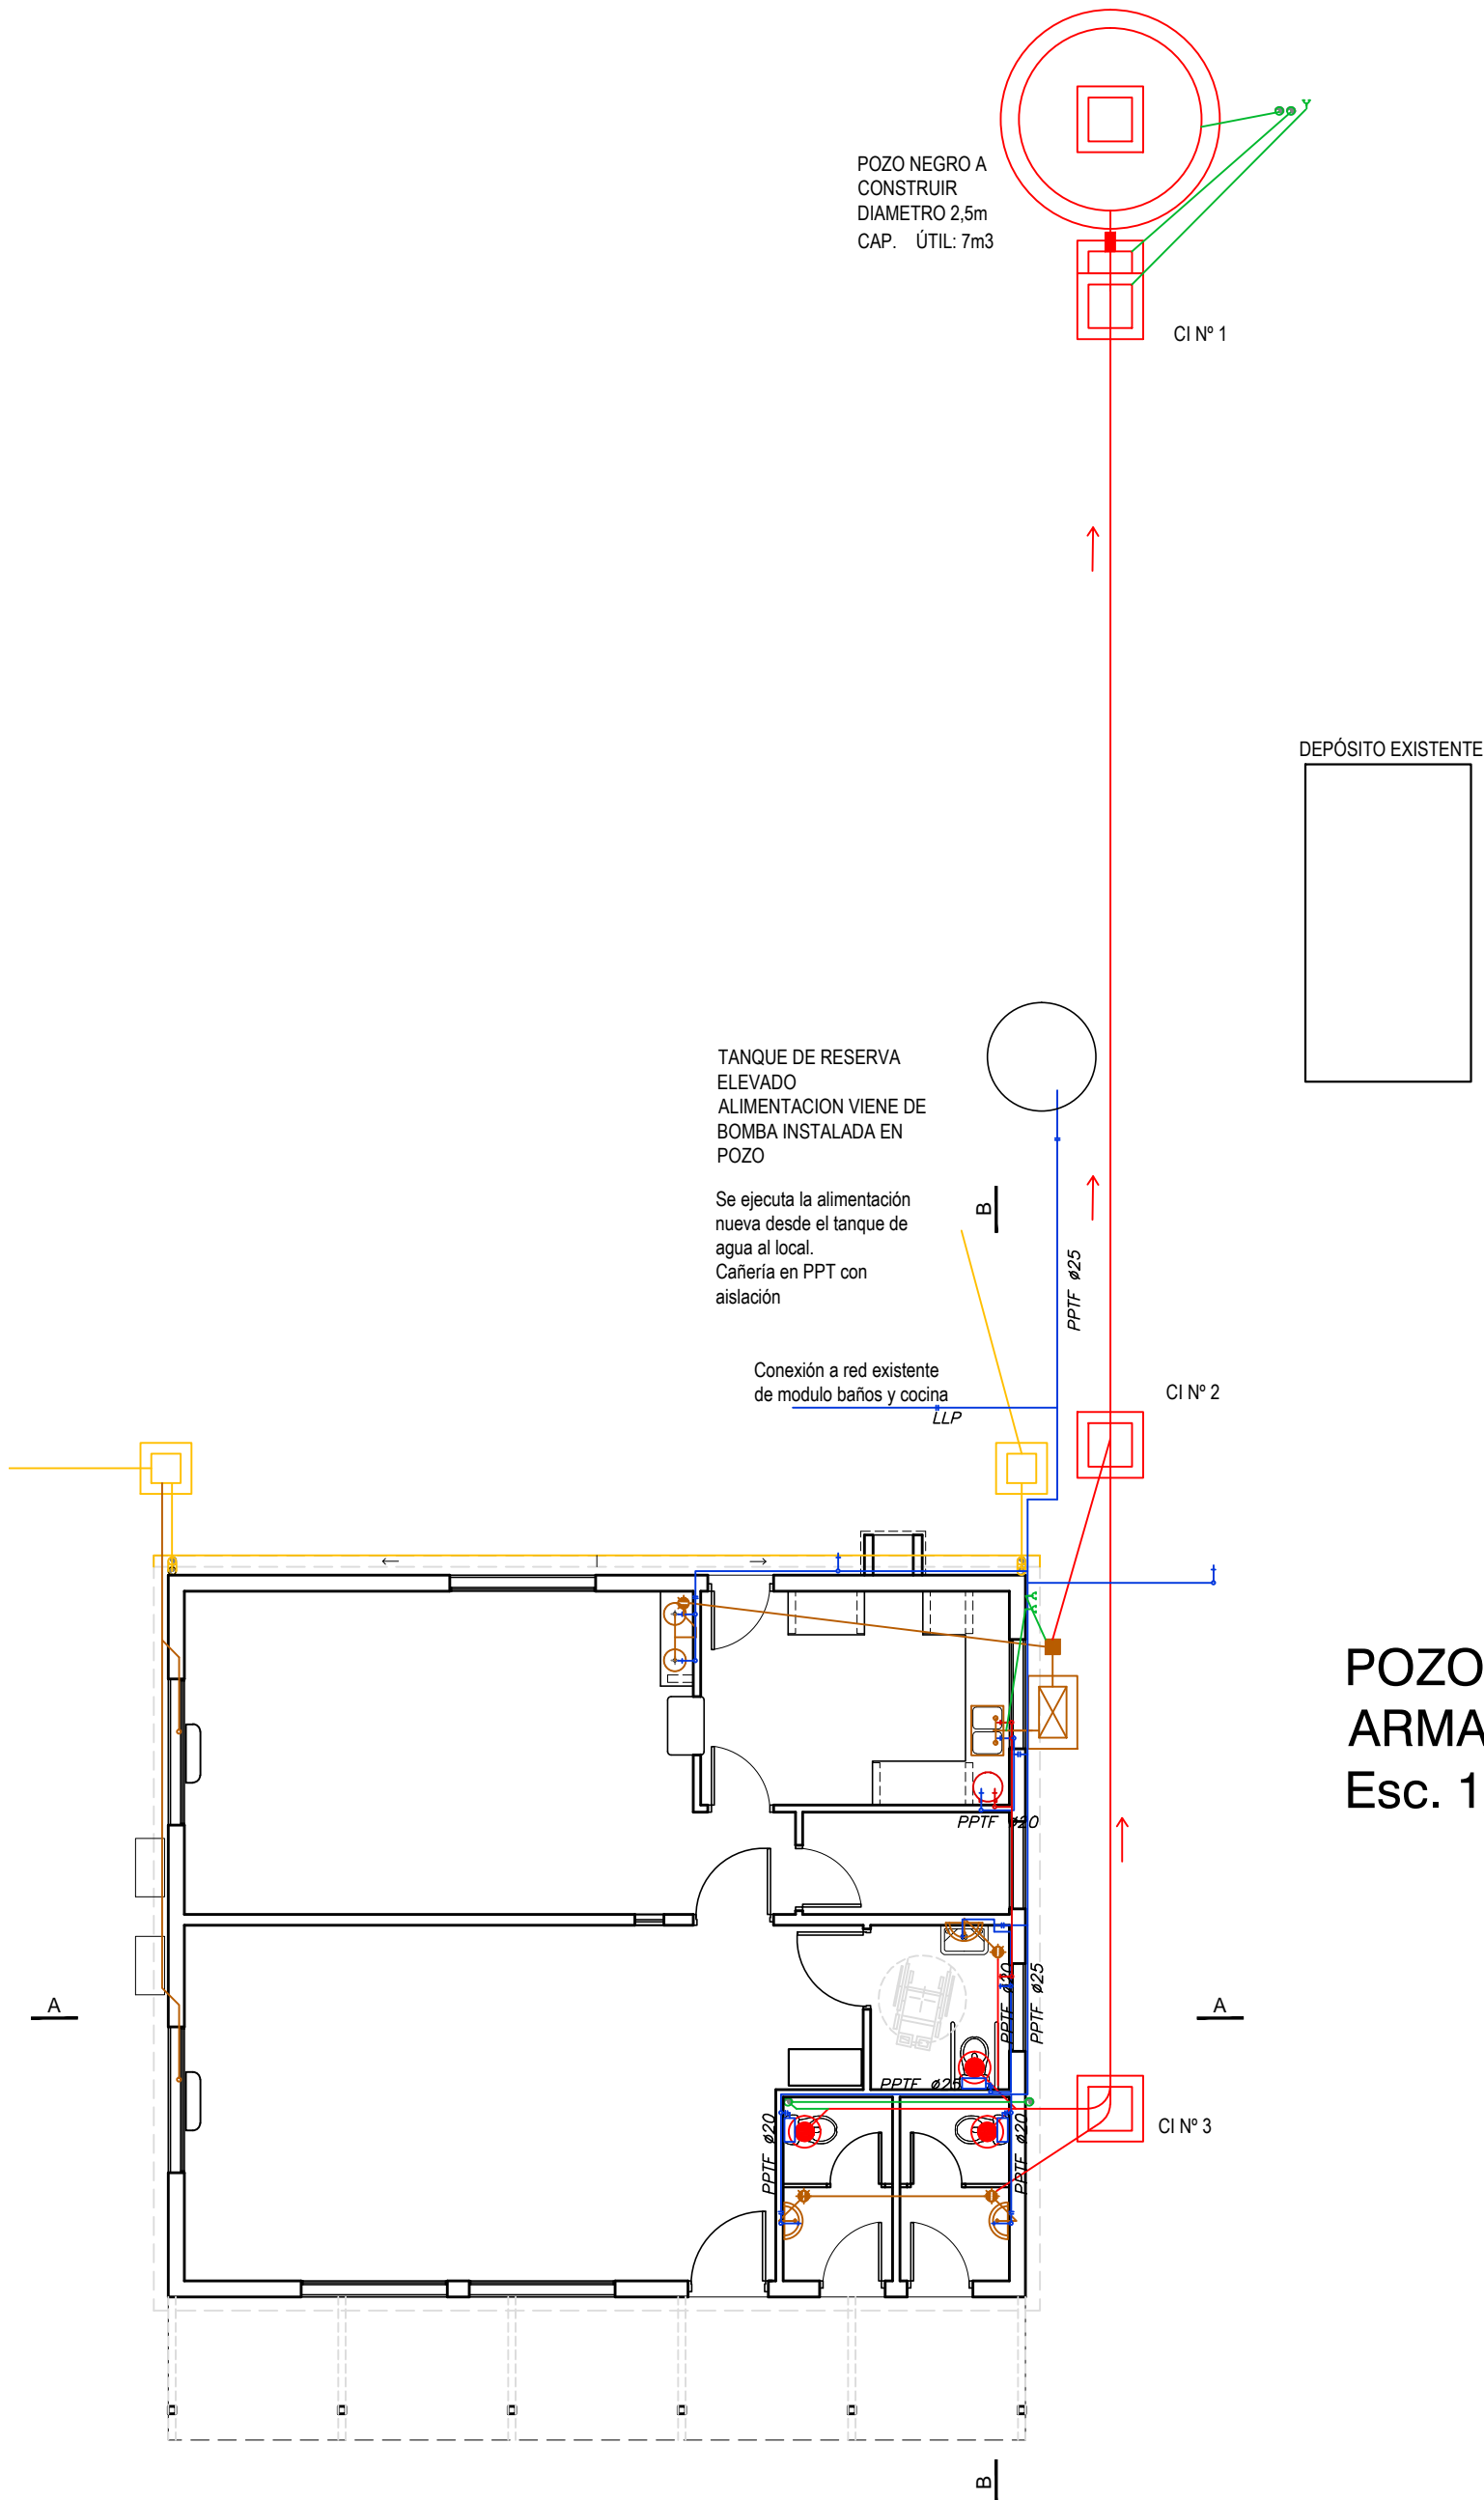 POZO NEGRO A
CONSTRUIR
DIAMETRO 2,5m
CAP. ÚTIL: 7m3
CI Nº 1
DEPÓSITO EXISTENTE
TANQUE DE RESERVA
ELEVADO
ALIMENTACION VIENE DE
BOMBA INSTALADA EN
POZO
Se ejecuta la alimentación
nueva desde el tanque de
agua al local.
Cañería en PPT con
aislación
B
PPTF ø25
Conexión a red existente
de modulo baños y cocina
LLP
CI Nº 2
POZO
ARMA
Esc. 1
PPTF ø20
A
A
PPTF ø20
PPTF ø25
PPTF ø25
PPTF ø20
PPTF ø20
CI Nº 3
B